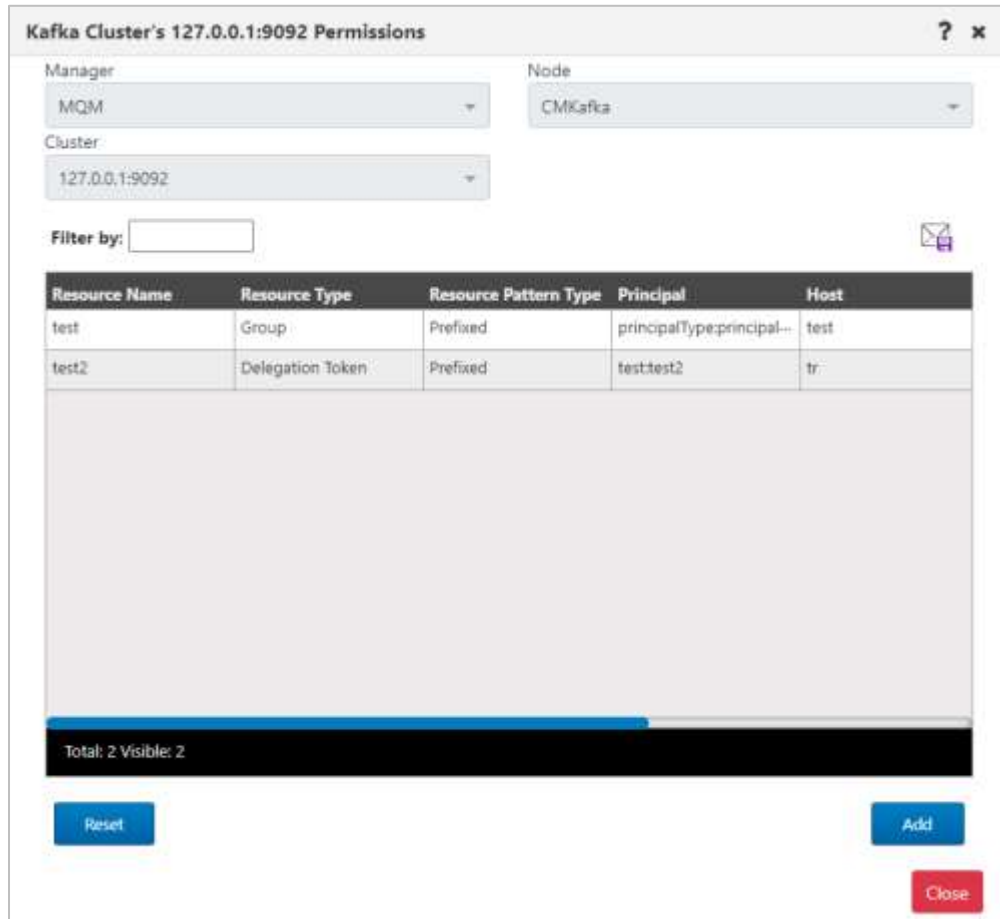 Kafka Cluster's 127.0.0.1:9092 Permissions ? ×
Manager Node
MQM CMKafka
Cluster
127.0.0.1:9092
Filter by:
Resource Name Resource Type Resource Pattern Type Principal Host
test Group Prefixed principalType:principal--- test
test2 Delegation Token Prefixed test:test2 tr
Total: 2 Visible: 2
Reset Add
Close